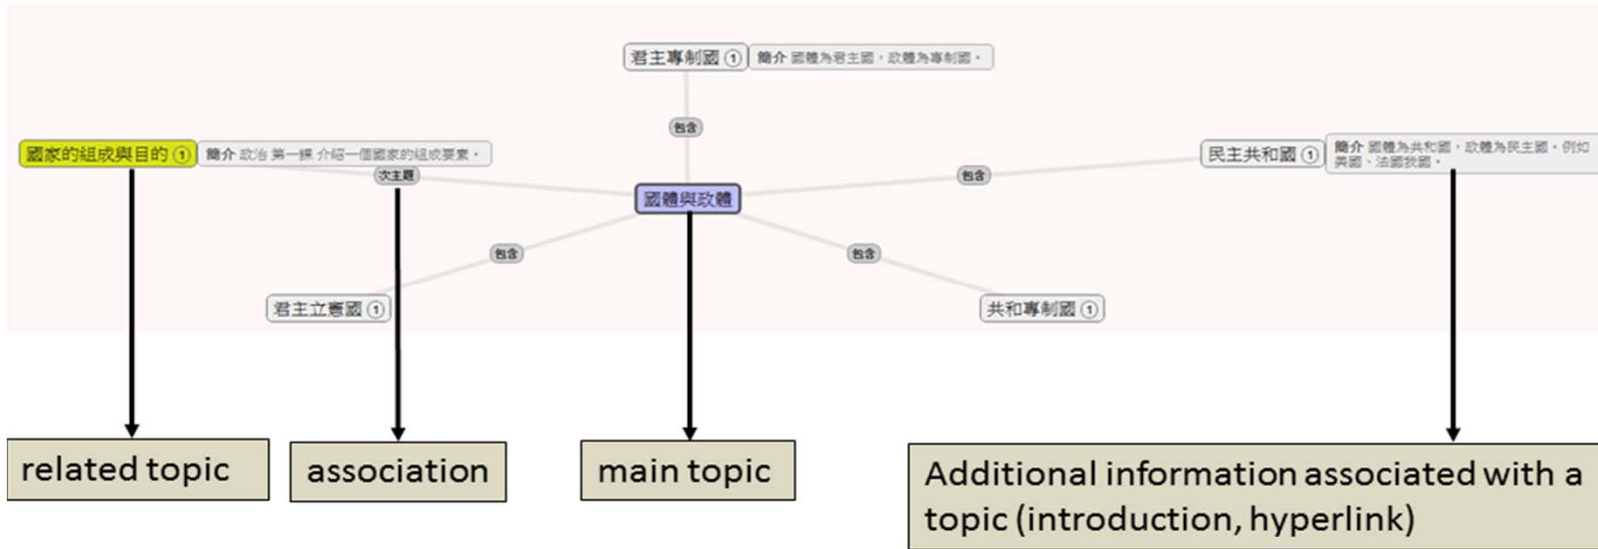 君主專制國 ①
簡介 國體為君主國，政體為專制國。
包含
國家的組成與目的 ①
簡介 政治 第一課 介紹一個國家的組成要素。
次主題
民主共和國 ①
簡介 國體為共和國，政體為民主國。例如
美國、法國我國。
包含
國體與政體
包含
包含
君主立憲國 ①
共和專制國 ①
related topic
association
main topic
Additional information associated with a
topic (introduction, hyperlink)